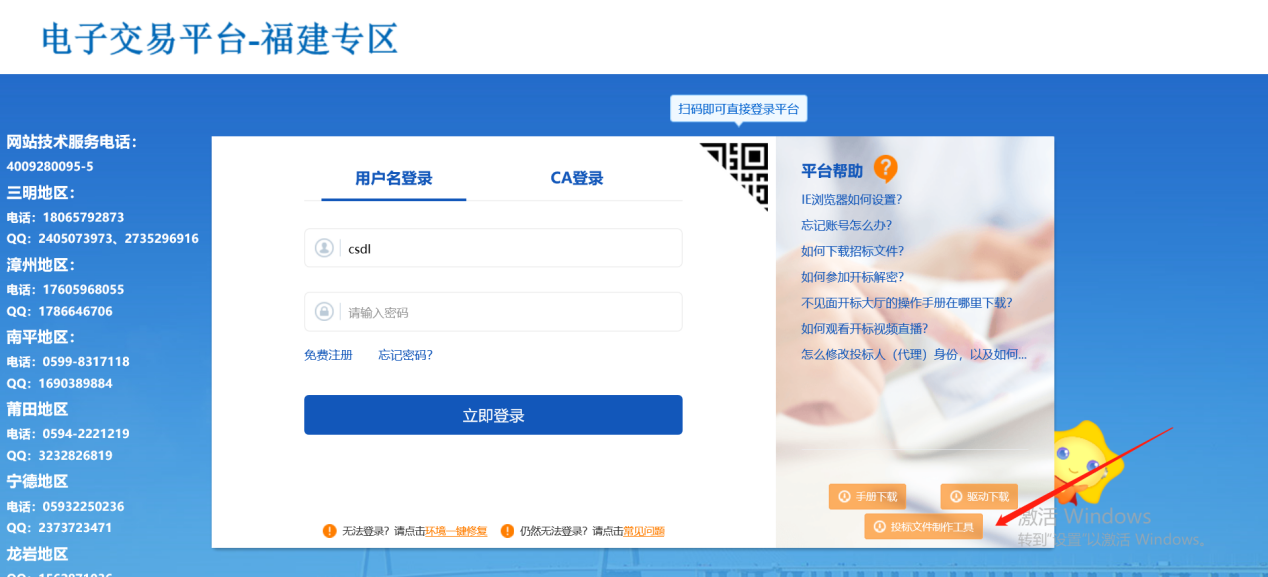 电子交易平台-福建专区
扫码即可直接登录平台
网站技术服务电话：
4009280095-5
三明地区：
电话：18065792873
QQ：2405073973、2735296916
漳州地区：
电话：17605968055
QQ：1786646706
南平地区：
电话：0599-8317118
QQ：1690389884
莆田地区
电话：0594-2221219
QQ：3232826819
宁德地区
电话：05932250236
QQ：2373723471
龙岩地区
用户名登录 CA登录
csdl
请输入密码
免费注册 忘记密码?
立即登录
无法登录？请点击环境一键修复 仍然无法登录？请点击常见问题
平台帮助
IE浏览器如何设置?
忘记账号怎么办?
如何下载招标文件?
如何参加开标解密?
不见面开标大厅的操作手册在哪里下载?
如何观看开标视频直播?
怎么修改投标人（代理）身份，以及如何...
手册下载 驱动下载
投标文件制作工具
激活 Windows
转到"设置"以激活 Windows。